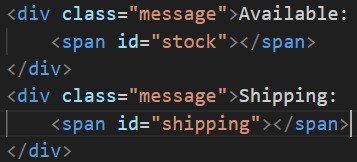 <div class="message">Available:
    <span id="stock"></span>
</div>
<div class="message">Shipping:
    <span id="shipping"></span>
</div>